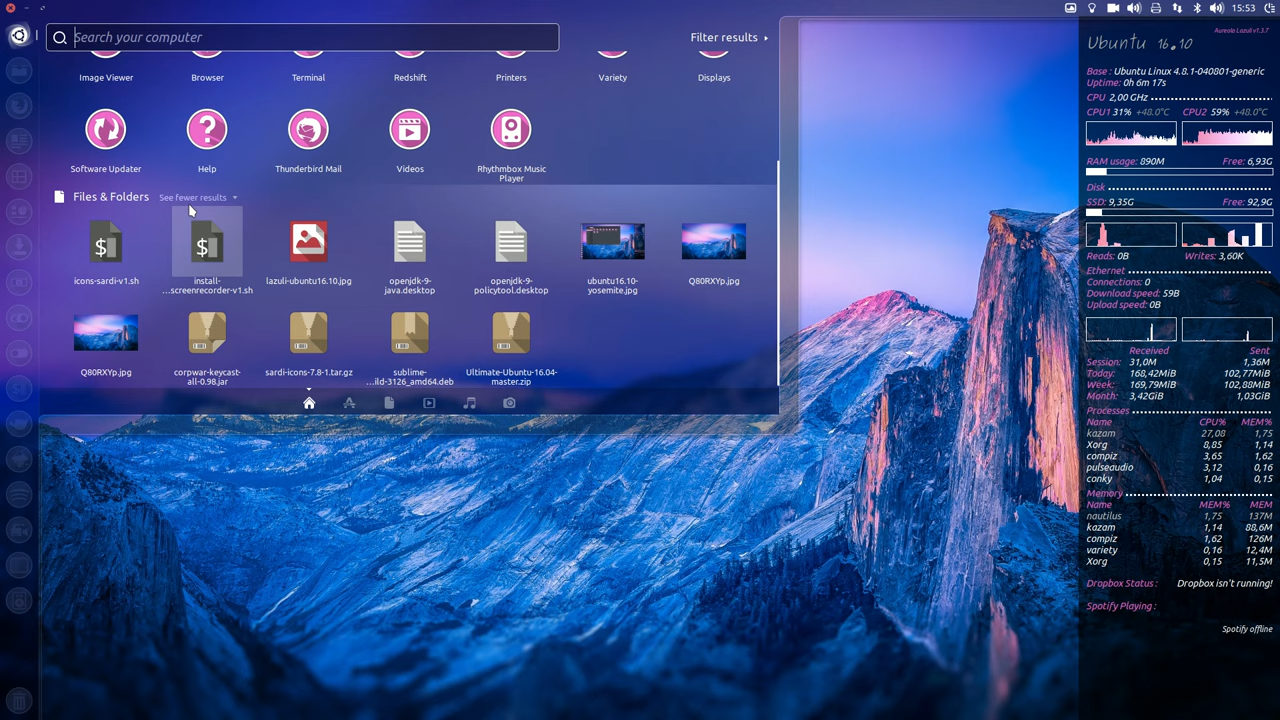 15:53
Search your computer
Filter results
Image Viewer
Browser
Terminal
Redshift
Printers
Variety
Displays
Software Updater
Help
Thunderbird Mail
Videos
Rhythmbox Music
Player
Files & Folders
See fewer results
icons-sardi-v1.sh
install-
...screenrecorder-v1.sh
lazuli-ubuntu16.10.jpg
openjdk-9-
java.desktop
openjdk-9-
policytool.desktop
ubuntu16.10-
yosemite.jpg
Q80RXYp.jpg
Q80RXYp.jpg
corpwar-keycast-
all-0.98.jar
sardi-icons-7.8-1.tar.gz
sublime-
...ild-3126_amd64.deb
Ultimate-Ubuntu-16.04-
master.zip
Aureola Lazuli v1.3.7
Ubuntu 16.10
Base : Ubuntu Linux 4.8.1-040801-generic
Uptime: 0h 6m 17s
CPU 2,00 GHz
CPU1 31% +48.0°C CPU2 59% +48.0°C
RAM usage: 890M Free: 6,93G
Disk
SSD: 9,35G Free: 92,9G
Reads: 0B Writes: 3,60K
Ethernet
Connections: 0
Download speed: 59B
Upload speed: 0B
Received Sent
Session: 31,0M 1,36M
Today: 168,42MiB 102,77MiB
Week: 169,79MiB 102,88MiB
Month: 3,42GiB 1,03GiB
Processes
Name CPU% MEM%
kazam 27,08 1,75
Xorg 8,85 1,14
compiz 3,65 1,62
pulseaudio 3,12 0,16
conky 1,04 0,15
Memory
Name MEM% MEM
nautilus 1,75 137M
kazam 1,14 88,6M
compiz 1,62 126M
variety 0,16 12,4M
Xorg 0,15 11,5M
Dropbox Status : Dropbox isn't running!
Spotify Playing :
Spotify offline